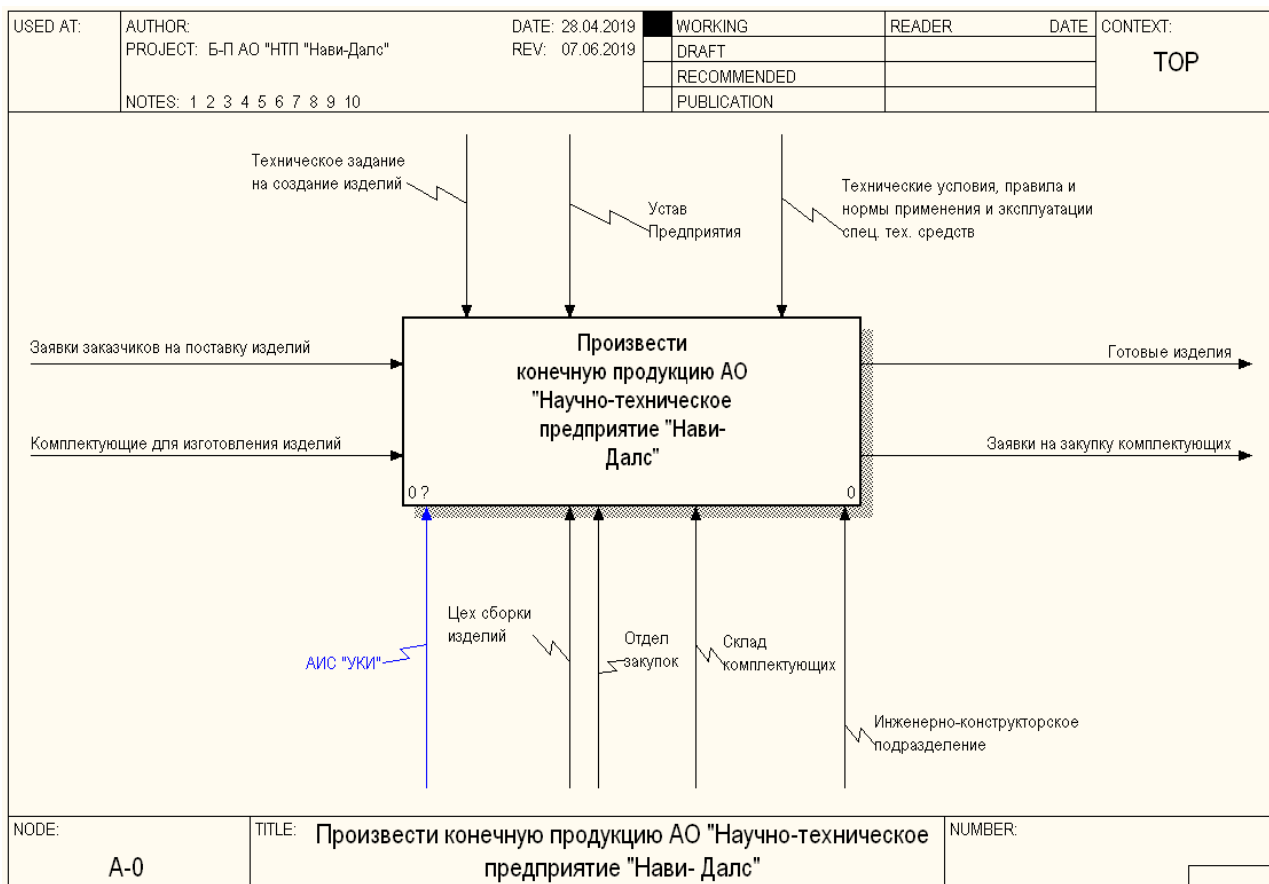 USED AT:
AUTHOR:
DATE: 28.04.2019
PROJECT: Б-П АО "НТП "Нави-Далс"
REV: 07.06.2019
NOTES: 1 2 3 4 5 6 7 8 9 10
WORKING
DRAFT
RECOMMENDED
PUBLICATION
READER
DATE
CONTEXT:
TOP
Техническое задание
на создание изделий
Устав
Предприятия
Технические условия, правила и
нормы применения и эксплуатации
спец. тех. средств
Заявки заказчиков на поставку изделий
Комплектующие для изготовления изделий
Произвести
конечную продукцию АО
"Научно-техническое
предприятие "Нави-
Далс"
0 ?
0
Готовые изделия
Заявки на закупку комплектующих
АИС "УКИ"
Цех сборки
изделий
Отдел
закупок
Склад
комплектующих
Инженерно-конструкторское
подразделение
NODE:
A-0
TITLE:
Произвести конечную продукцию АО "Научно-техническое
предприятие "Нави- Далс"
NUMBER: